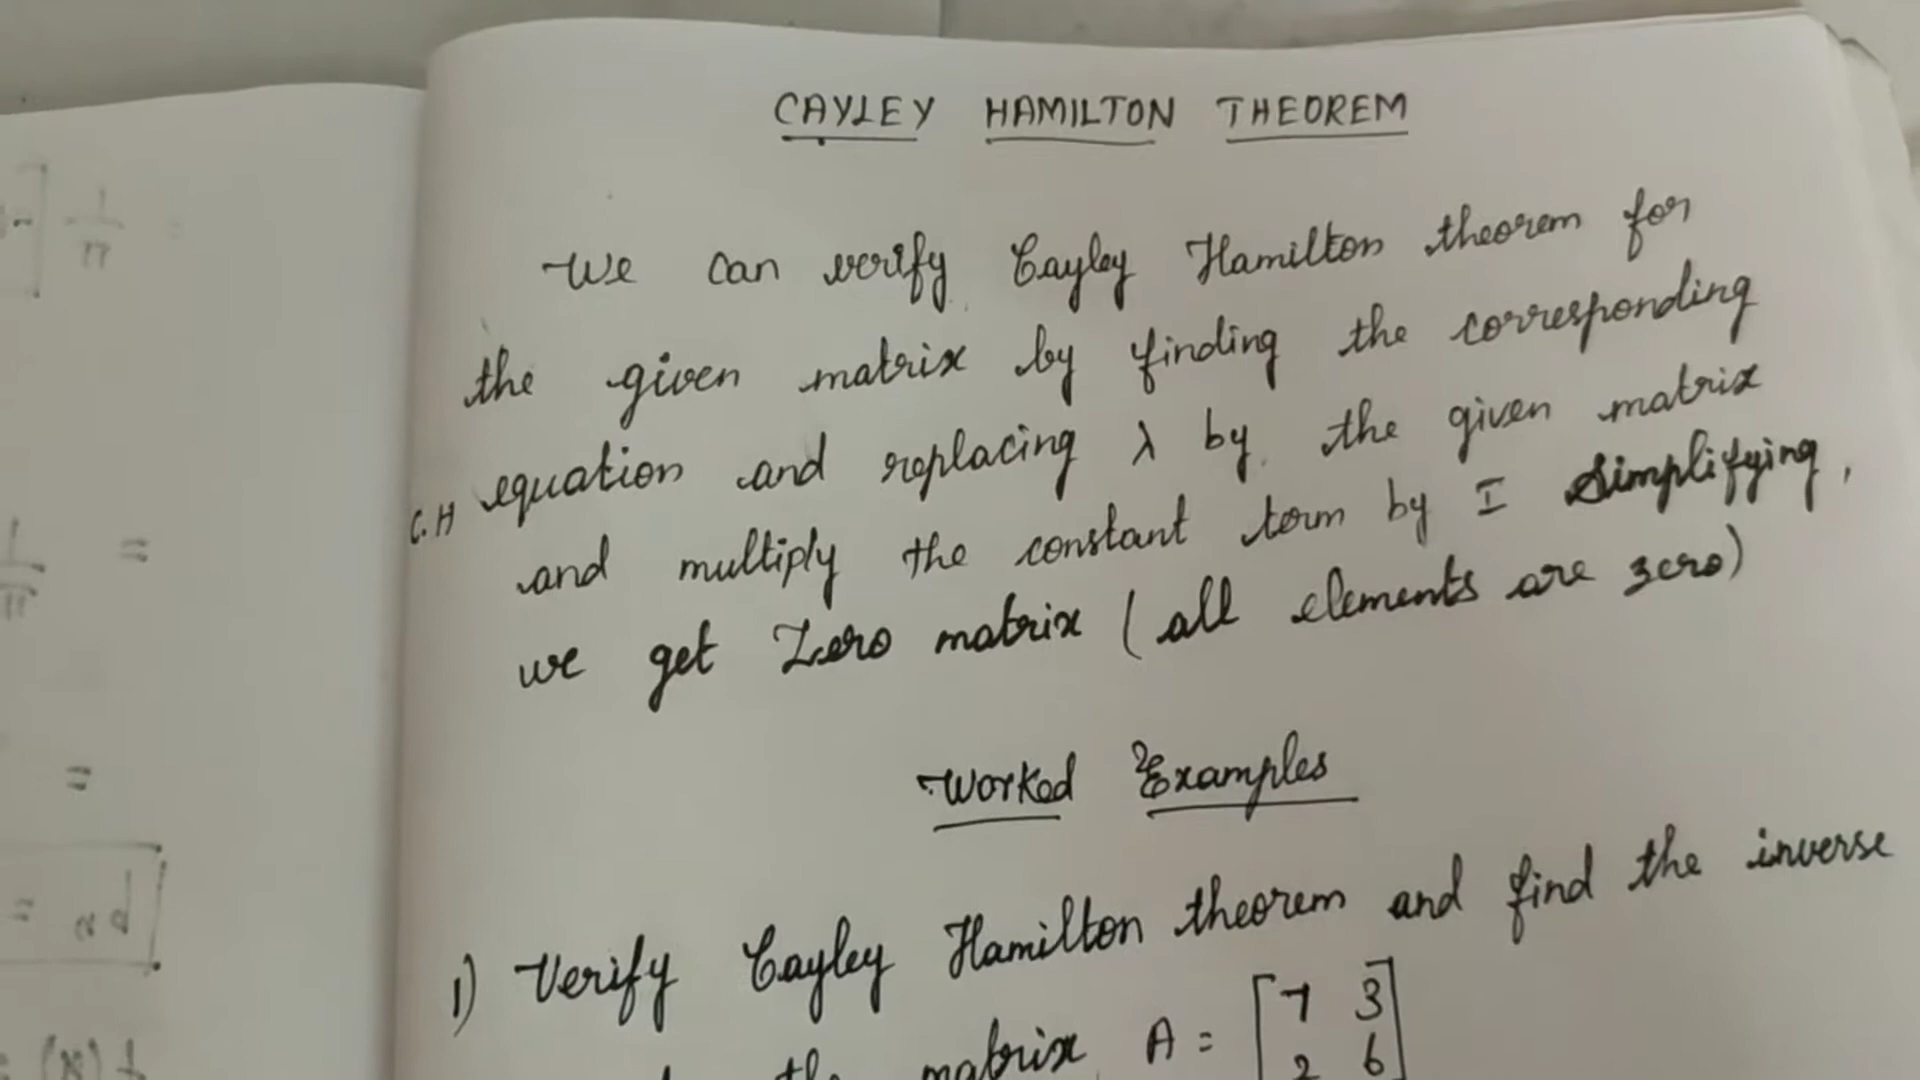 CAYLEY HAMILTON THEOREM
We can verify Cayley Hamilton theorem for
the given matrix by finding the corresponding
C.H equation and replacing λ by the given matrix
and multiply the constant term by I simplifying,
we get Zero matrix (all elements are zero)
Worked Examples
1) Verify Cayley Hamilton theorem and find the inverse
the matrix A = [7 3
2 6]